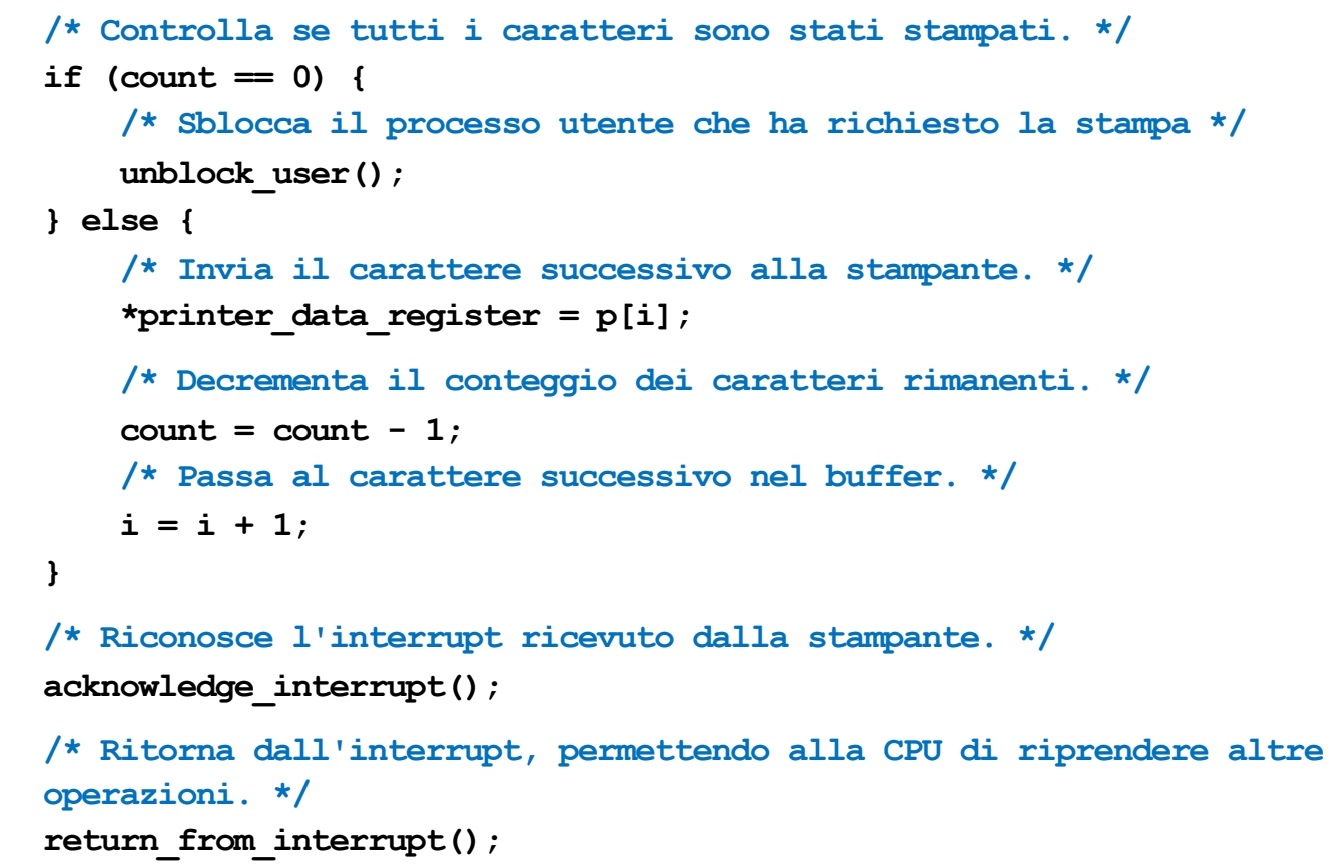 /* Controlla se tutti i caratteri sono stati stampati. */
if (count == 0) {
/* Sblocca il processo utente che ha richiesto la stampa */
unblock_user();
} else {
/* Invia il carattere successivo alla stampante. */
*printer_data_register = p[i];
/* Decrementa il conteggio dei caratteri rimanenti. */
count = count - 1;
/* Passa al carattere successivo nel buffer. */
i = i + 1;
}
/* Riconosce l'interrupt ricevuto dalla stampante. */
acknowledge_interrupt();
/* Ritorna dall'interrupt, permettendo alla CPU di riprendere altre
operazioni. */
return_from_interrupt();